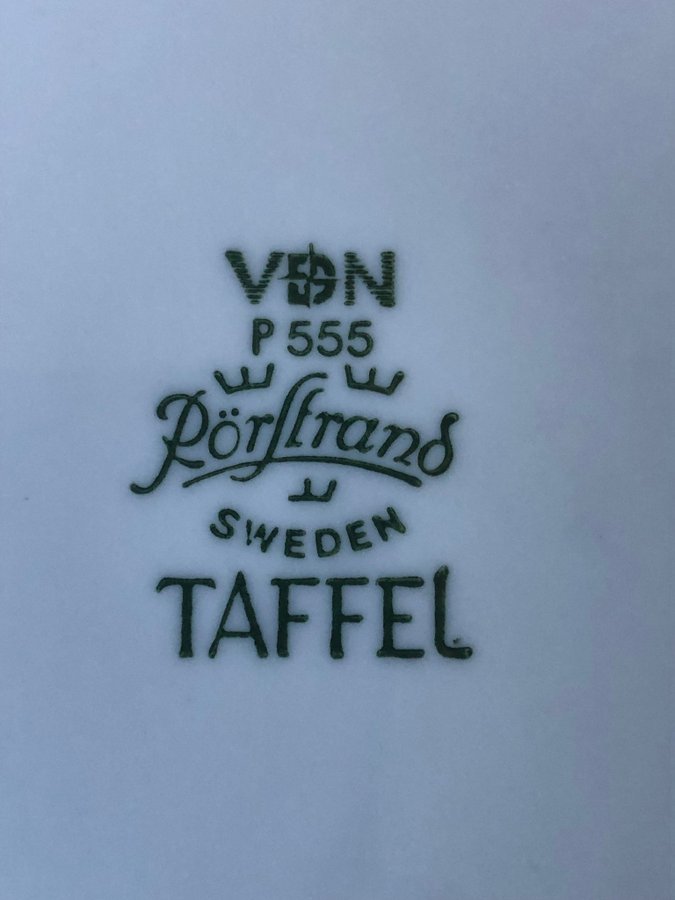 VDN
P 555
Rörstrand
SWEDEN
TAFFEL